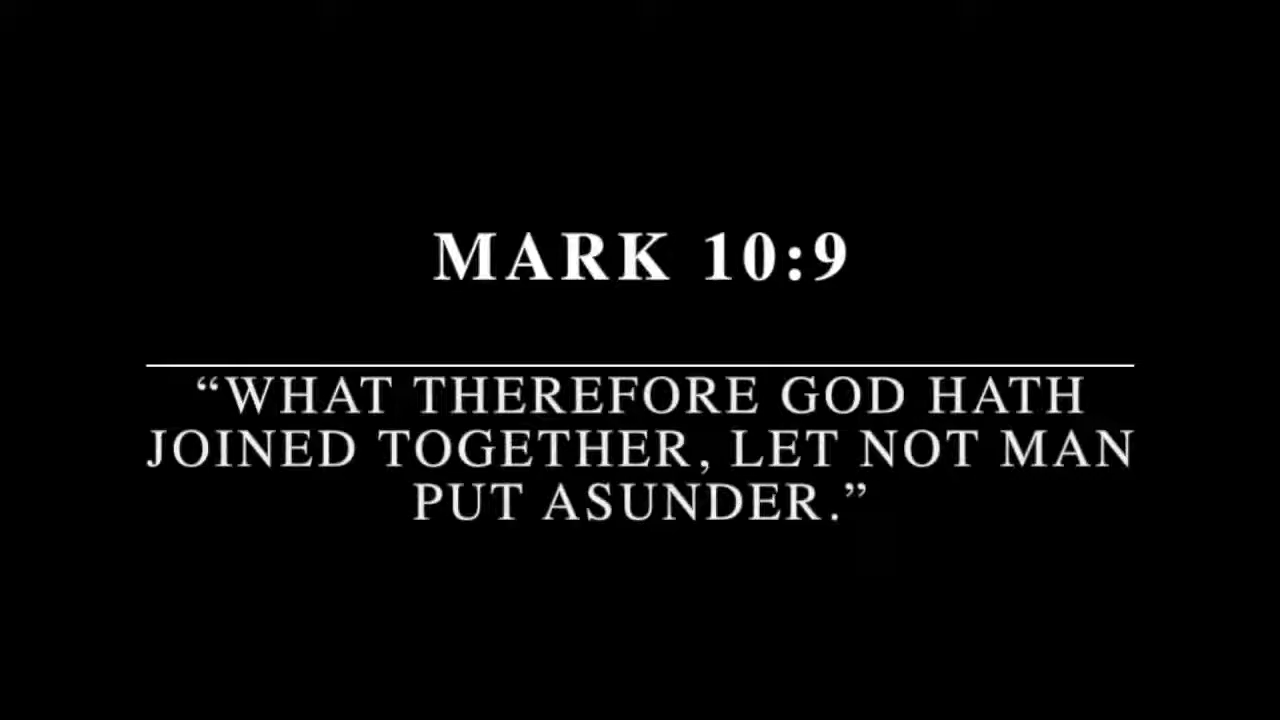 MARK 10:9
“WHAT THEREFORE GOD HATH
JOINED TOGETHER, LET NOT MAN
PUT ASUNDER.”